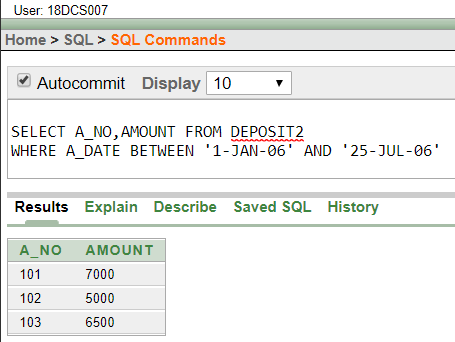 User: 18DCS007
Home > SQL > SQL Commands
Autocommit Display 10
SELECT A_NO,AMOUNT FROM DEPOSIT2
WHERE A_DATE BETWEEN '1-JAN-06' AND '25-JUL-06'
Results Explain Describe Saved SQL History
A_NO AMOUNT
101 7000
102 5000
103 6500